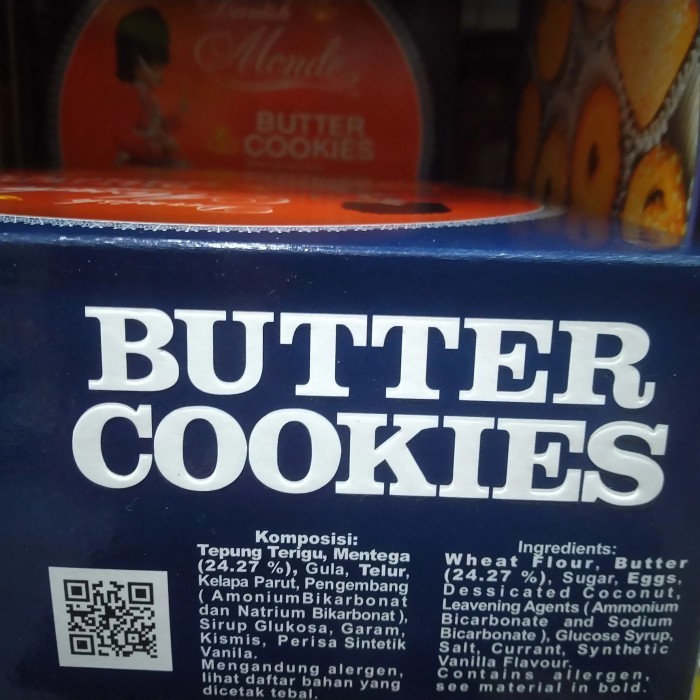 Danish
Monde
BUTTER
COOKIES
BUTTER
COOKIES
Komposisi:
Tepung Terigu, Mentega
(24.27 %), Gula, Telur,
Kelapa Parut, Pengembang
( AmoniumBikarbonat
dan Natrium Bikarbonat ),
Sirup Glukosa, Garam,
Kismis, Perisa Sintetik
Vanila.
Mengandung alergen,
lihat daftar bahan yang
dicetak tebal.
Ingredients:
Wheat Flour, Butter
(24.27 %), Sugar, Eggs,
Dessicated Coconut,
Leavening Agents ( Ammonium
Bicarbonate and Sodium
Bicarbonate ), Glucose Syrup,
Salt, Currant, Synthetic
Vanilla Flavour.
Contains allergen,
see material in bold.